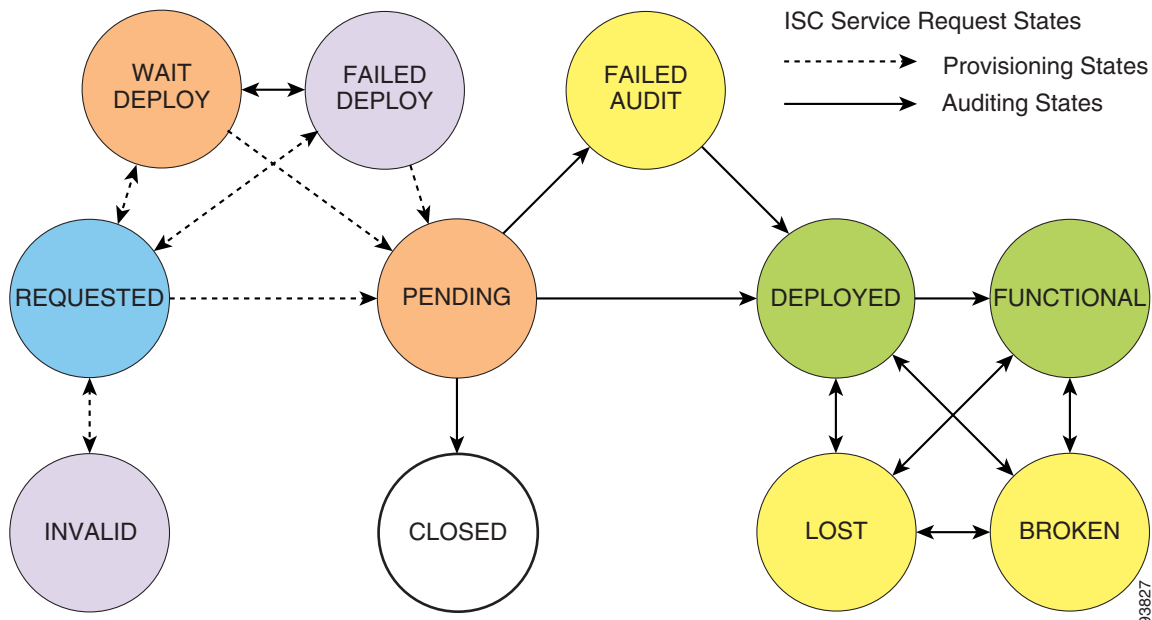 ISC Service Request States
Provisioning States
Auditing States
WAIT
DEPLOY
FAILED
DEPLOY
FAILED
AUDIT
REQUESTED
PENDING
DEPLOYED
FUNCTIONAL
INVALID
CLOSED
LOST
BROKEN
93827